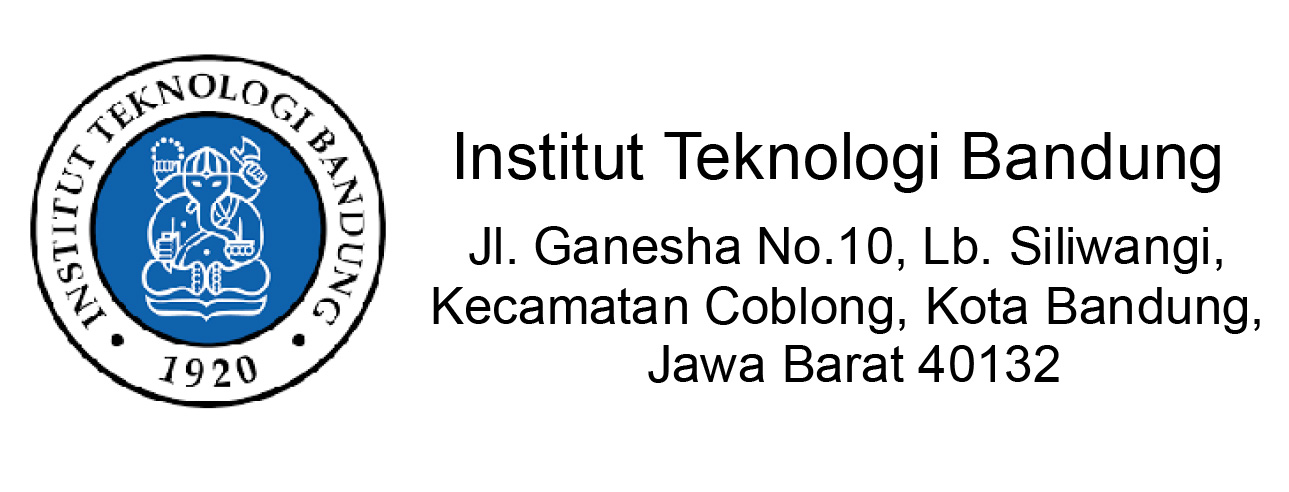 INSTITUT TEKNOLOGI BANDUNG
• 1920 •
Institut Teknologi Bandung
Jl. Ganesha No.10, Lb. Siliwangi,
Kecamatan Coblong, Kota Bandung,
Jawa Barat 40132